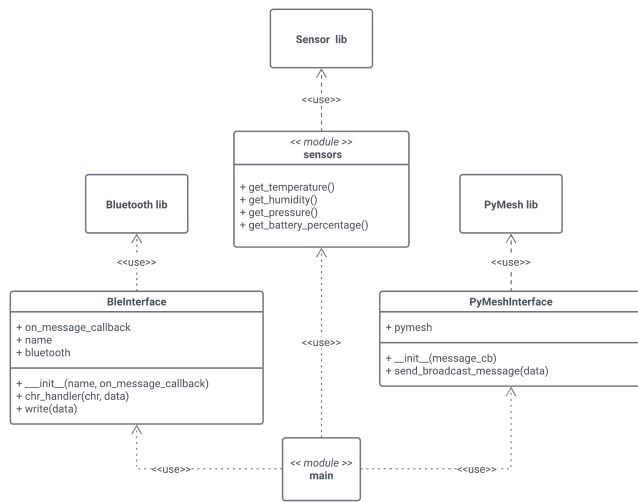 Sensor lib
<<use>>
<< module >>
sensors
+ get_temperature()
+ get_humidity()
+ get_pressure()
+ get_battery_percentage()
Bluetooth lib
PyMesh lib
<<use>>
<<use>>
BleInterface
+ on_message_callback
+ name
+ bluetooth
+ ___init__(name, on_message_callback)
+ chr_handler(chr, data)
+ write(data)
<<use>>
PyMeshInterface
+ pymesh
+ __init__(message_cb)
+ send_broadcast_message(data)
<<use>>
<< module >>
main
<<use>>